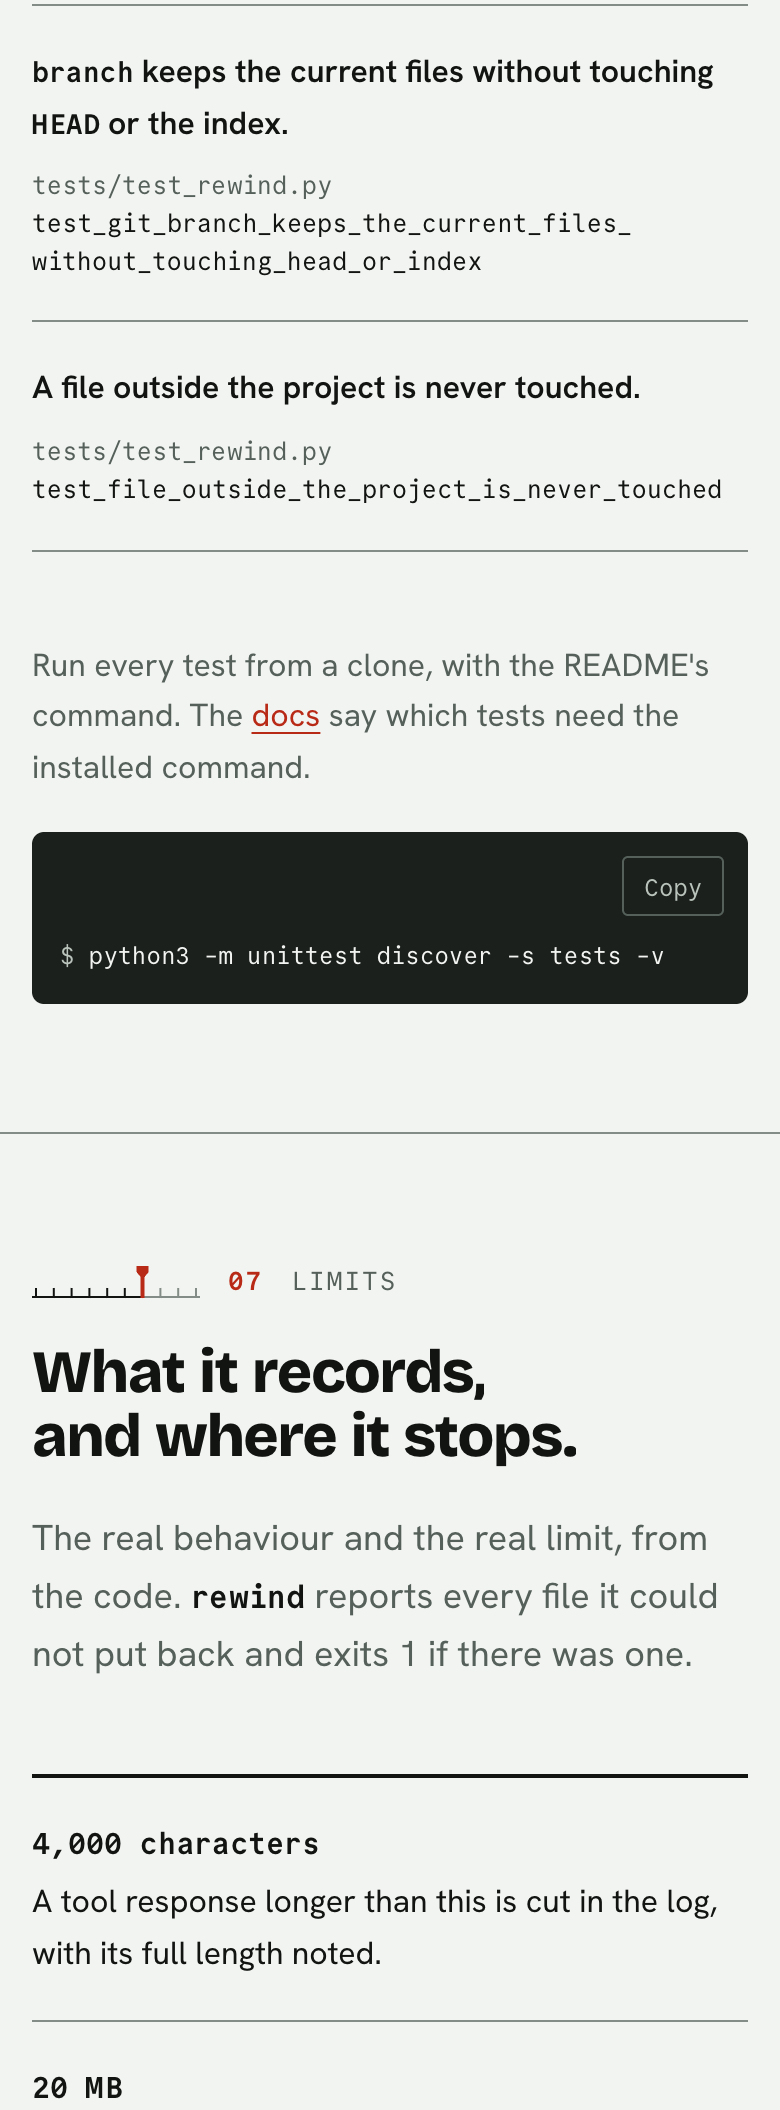 branch keeps the current files without touching
HEAD or the index.
tests/test_rewind.py
test_git_branch_keeps_the_current_files_
without_touching_head_or_index
A file outside the project is never touched.
tests/test_rewind.py
test_file_outside_the_project_is_never_touched
Run every test from a clone, with the README's
command. The docs say which tests need the
installed command.
Copy
$ python3 -m unittest discover -s tests -v
07 LIMITS
What it records,
and where it stops.
The real behaviour and the real limit, from
the code. rewind reports every file it could
not put back and exits 1 if there was one.
4,000 characters
A tool response longer than this is cut in the log,
with its full length noted.
20 MB